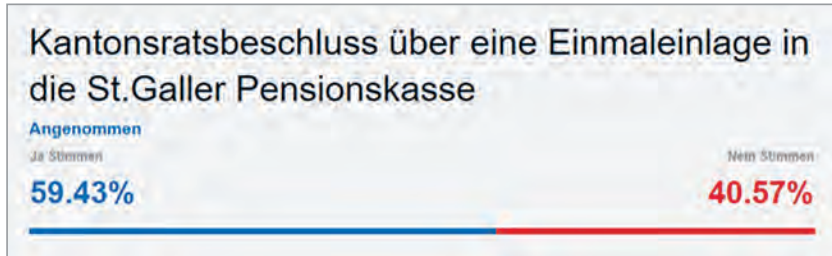 Kantonsratsbeschluss über eine Einmaleinlage in
die St.Galler Pensionskasse
Angenommen
Ja Stimmen
Nein Stimmen
59.43%
40.57%